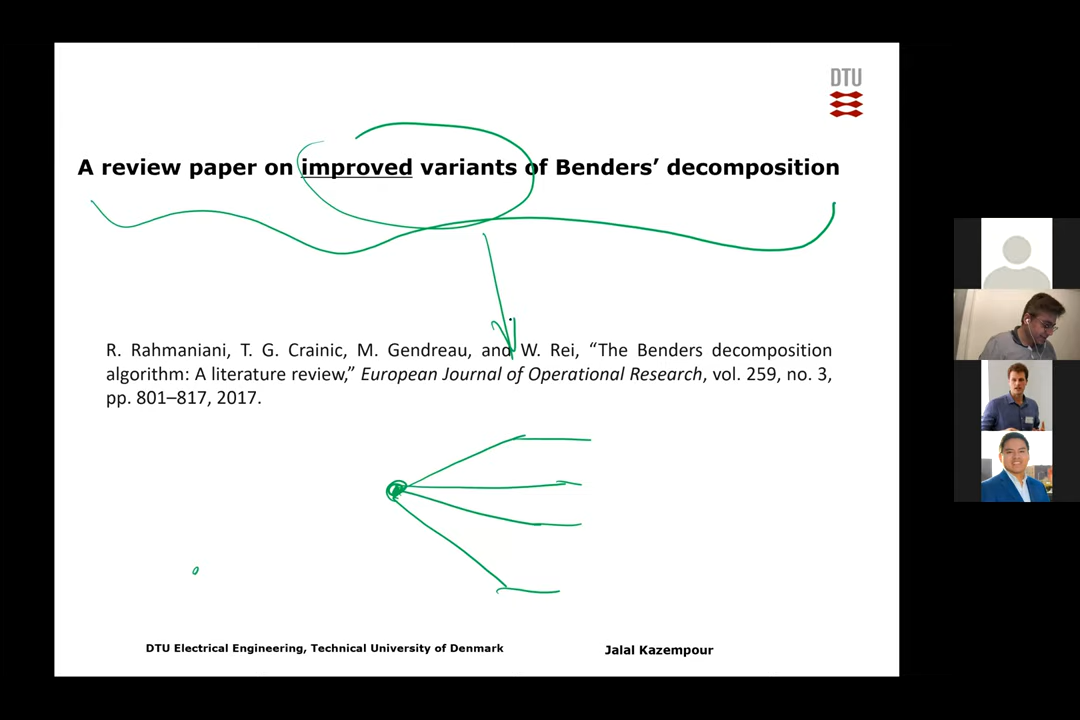 DTU
A review paper on improved variants of Benders’ decomposition
R. Rahmaniani, T. G. Crainic, M. Gendreau, and W. Rei, “The Benders decomposition
algorithm: A literature review,” European Journal of Operational Research, vol. 259, no. 3,
pp. 801–817, 2017.
DTU Electrical Engineering, Technical University of Denmark
Jalal Kazempour